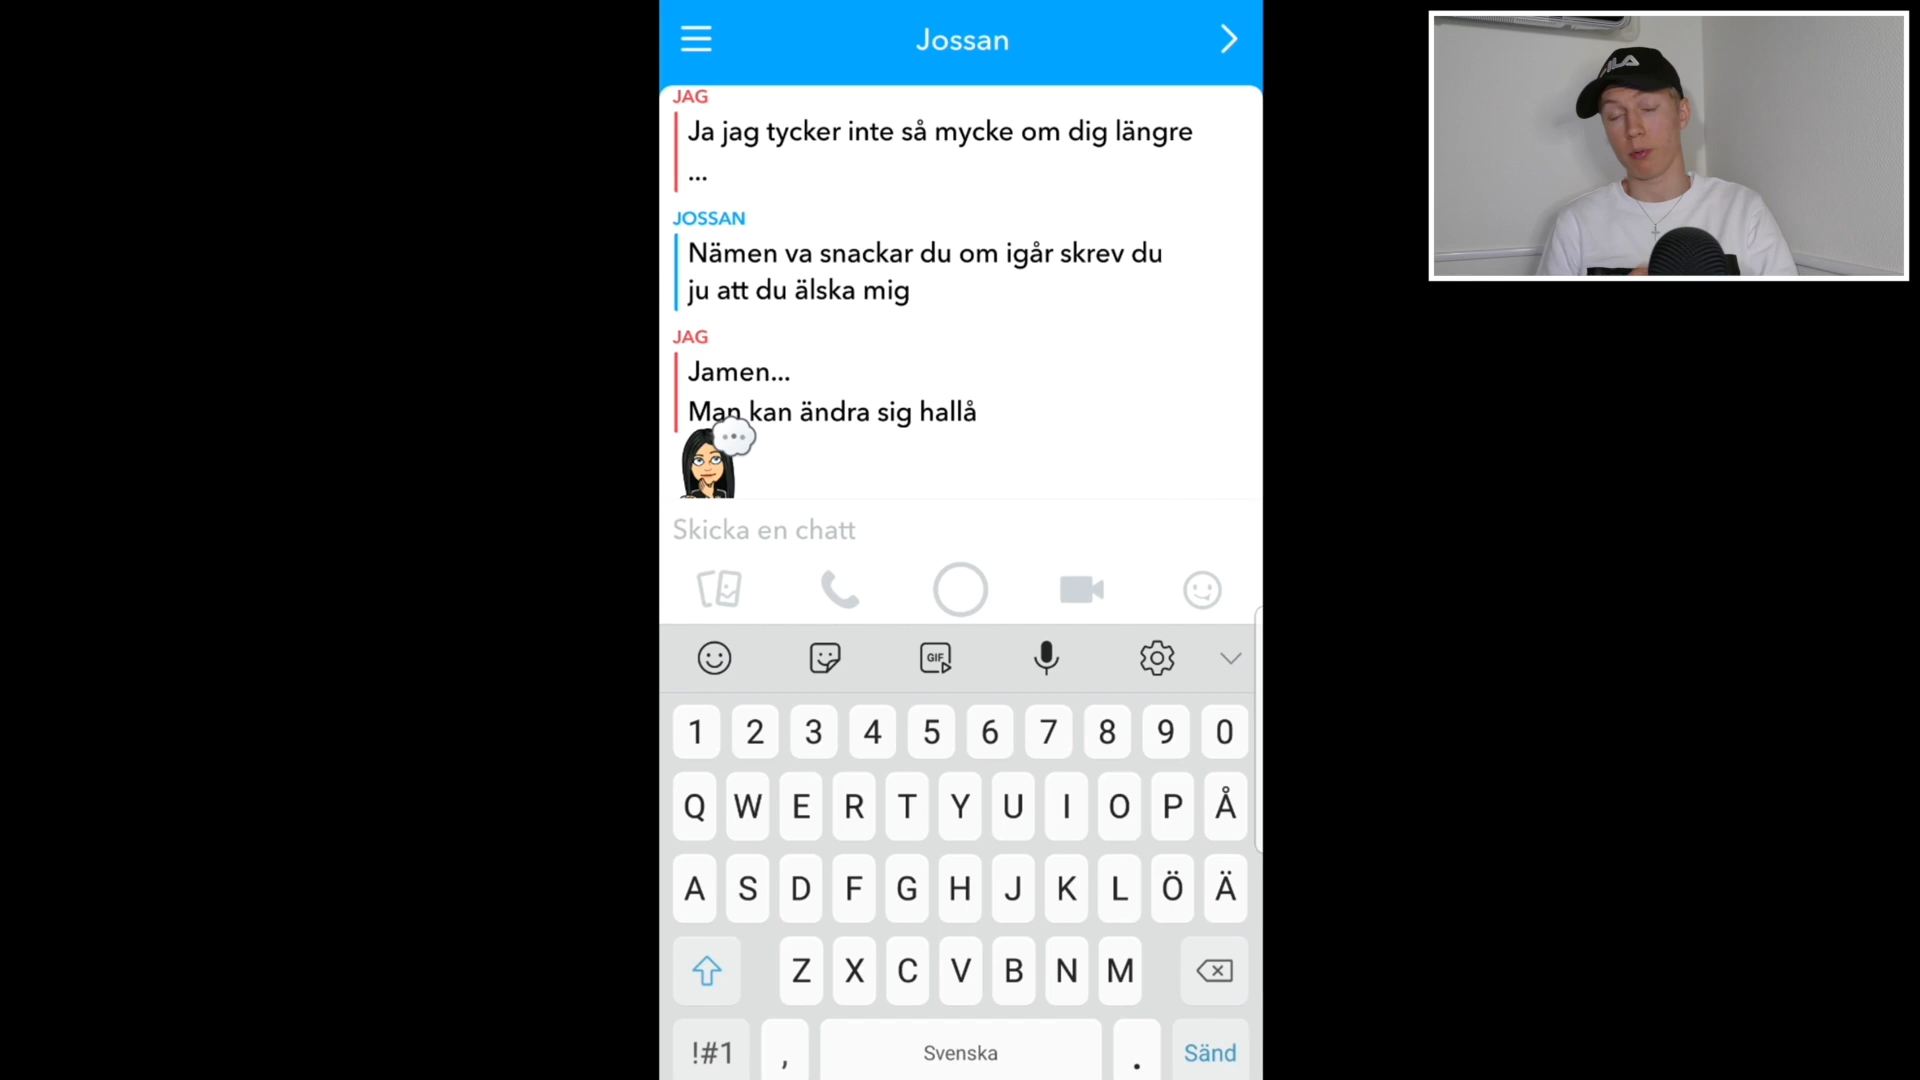 Jossan
JAG
Ja jag tycker inte så mycke om dig längre
...
JOSSAN
Nämen va snackar du om igår skrev du
ju att du älska mig
JAG
Jamen...
Man kan ändra sig hallå
Skicka en chatt
GIF
1 2 3 4 5 6 7 8 9 0
Q W E R T Y U I O P Å
A S D F G H J K L Ö Ä
Z X C V B N M
!#1 , Svenska . Sänd
FILA